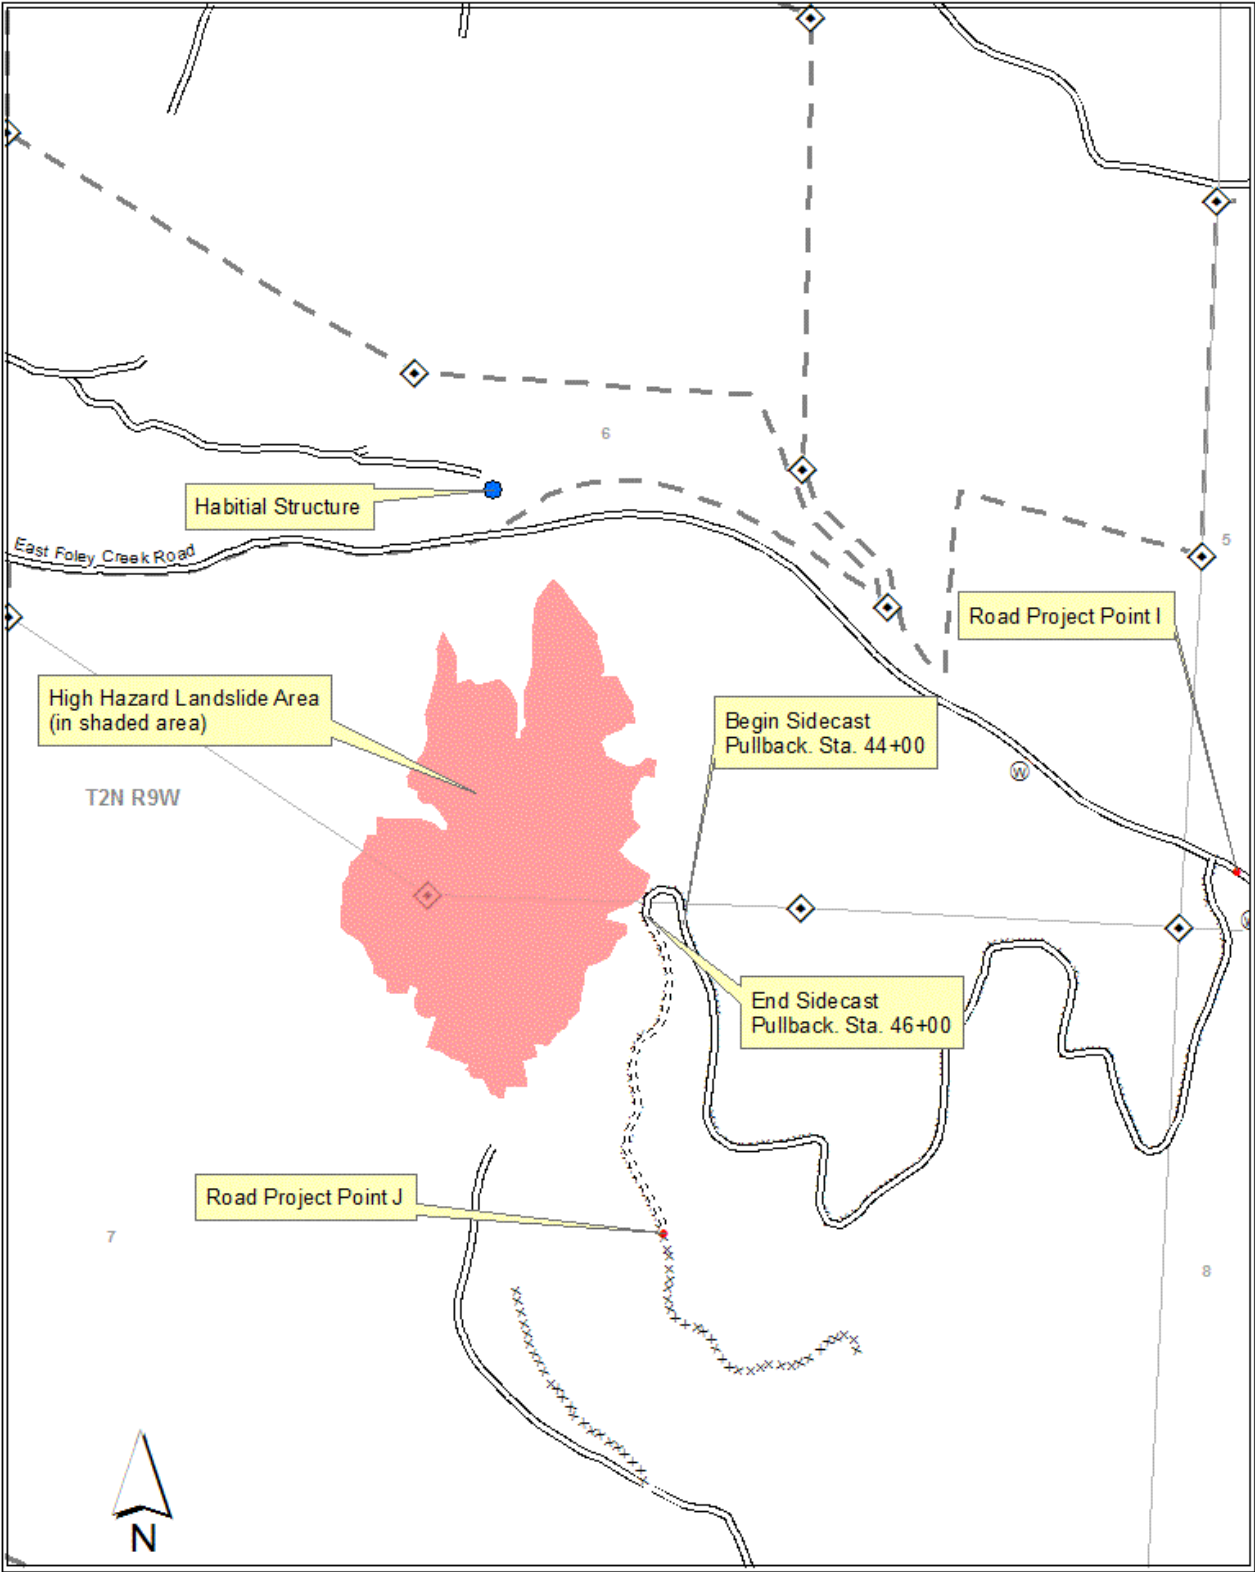 6
Habitial Structure
East Foley Creek Road
5
Road Project Point I
High Hazard Landslide Area
(in shaded area)
Begin Sidecast
Pullback. Sta. 44+00
W
T2N R9W
End Sidecast
Pullback. Sta. 46+00
Road Project Point J
7
8
N